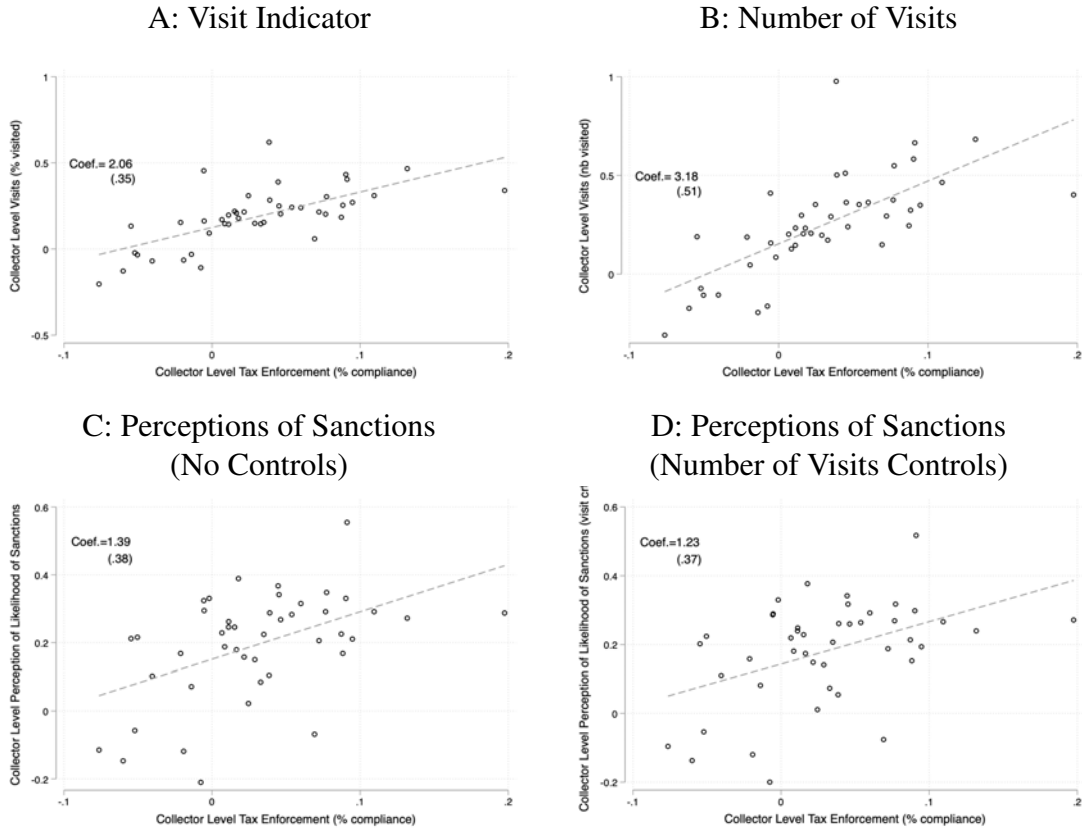 A: Visit Indicator
B: Number of Visits
1
0.5
0
-0.5
Coef.= 2.06
(.35)
Collector Level Visits (% visited)
-.1
0
.1
.2
Collector Level Tax Enforcement (% compliance)
1
0.5
0
Coef.= 3.18
(.51)
Collector Level Visits (nb visited)
-.1
0
.1
.2
Collector Level Tax Enforcement (% compliance)
C: Perceptions of Sanctions
(No Controls)
D: Perceptions of Sanctions
(Number of Visits Controls)
0.6
0.4
0.2
0
-0.2
Coef.=1.39
(.38)
Collector Level Perception of Likelihood of Sanctions
-.1
0
.1
.2
Collector Level Tax Enforcement (% compliance)
0.6
0.4
0.2
0
-0.2
Coef.=1.23
(.37)
Collector Level Perception of Likelihood of Sanctions (visit
-.1
0
.1
.2
Collector Level Tax Enforcement (% compliance)